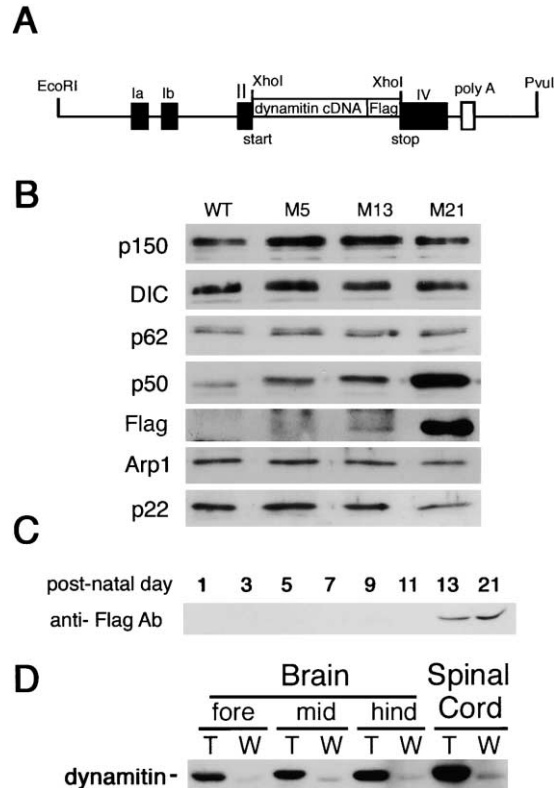 A
EcoRI Ia Ib II XhoI XhoI IV poly A PvuI
dynamitin cDNA Flag
start stop
B
WT M5 M13 M21
p150
DIC
p62
p50
Flag
Arp1
p22
C
post-natal day 1 3 5 7 9 11 13 21
anti- Flag Ab
D
Brain Spinal Cord
fore mid hind
T W T W T W T W
dynamitin -